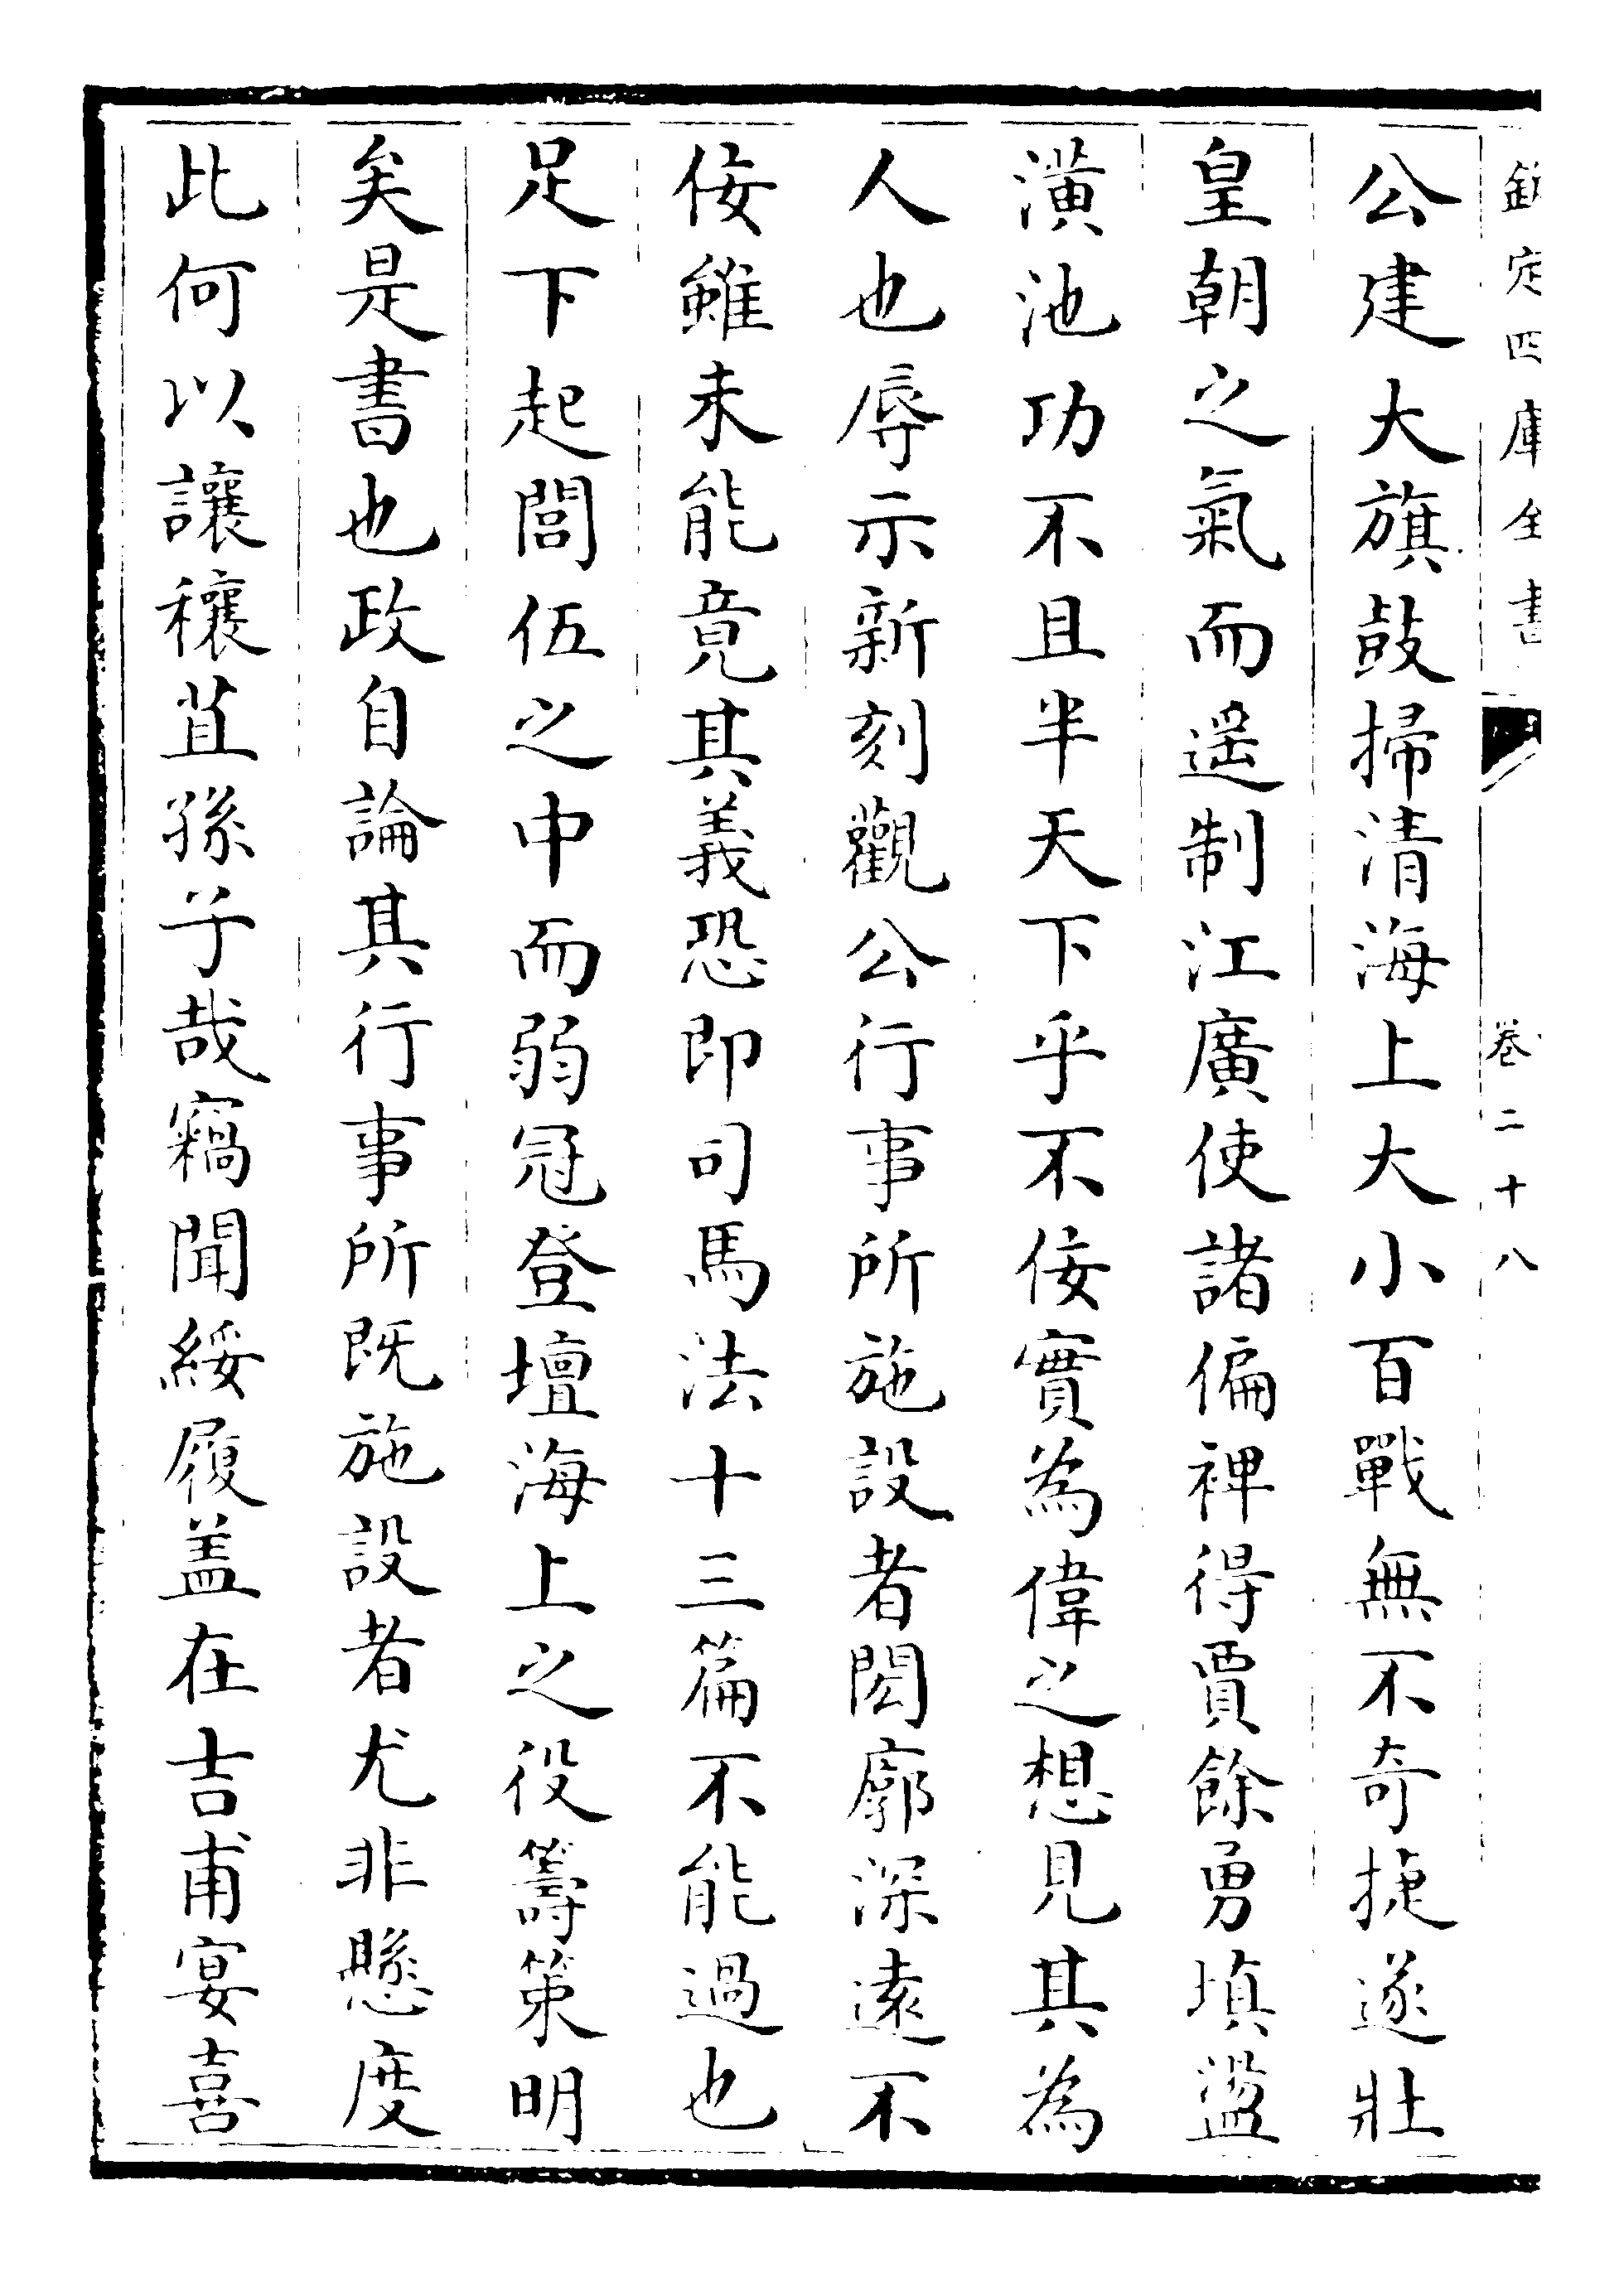 欽定四庫全書
卷二十八
公建大旗鼓掃清海上大小百戰無不奇捷遂壯
皇朝之氣而遥制江廣使諸偏裨得賈餘勇填盪
潢池功不且半天下乎不佞實為偉之想見其為
人也辱示新刻觀公行事所施設者閎廓深遠不
佞雖未能竟其義恐即司馬法十三篇不能過也
足下起閭伍之中而弱冠登壇海上之役籌策明
矣是書也政自論其行事所既施設者尤非懸度
此何以讓穰苴孫子哉竊聞綏履盖在吉甫宴喜